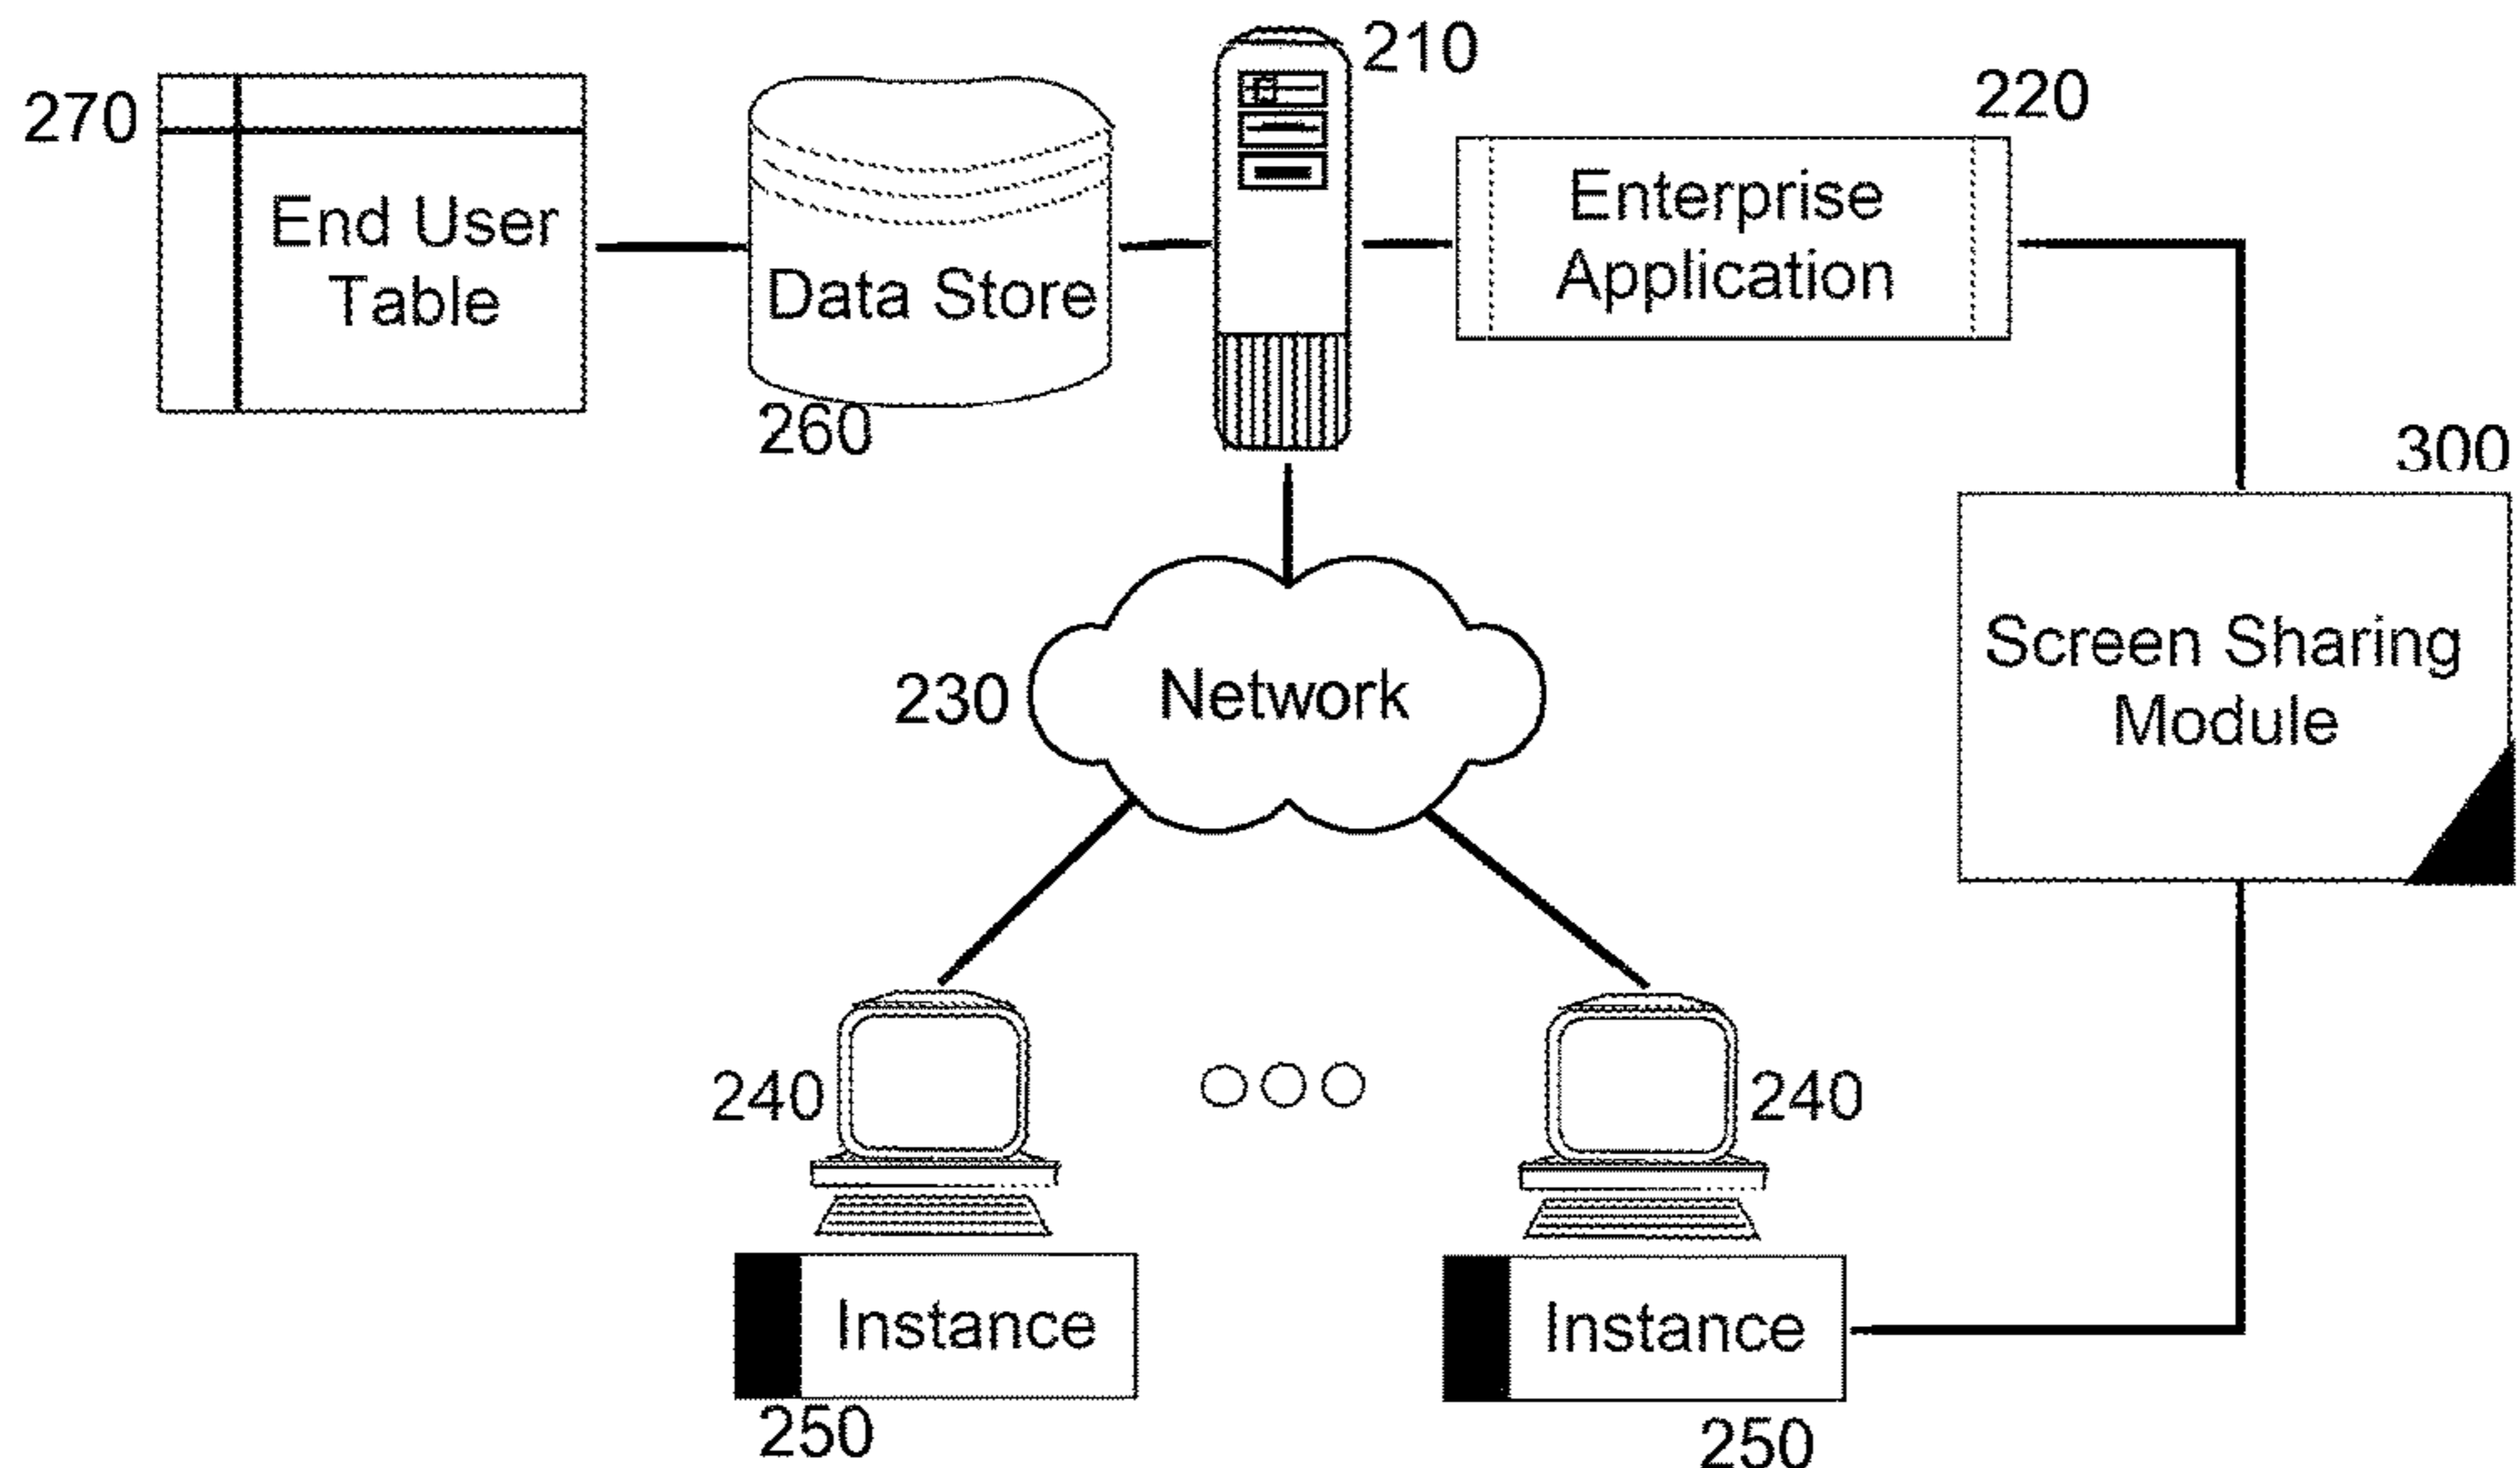 210
220
270
End User
Table
Data Store
260
Enterprise
Application
300
Screen Sharing
Module
230
Network
240
240
Instance
250
Instance
250